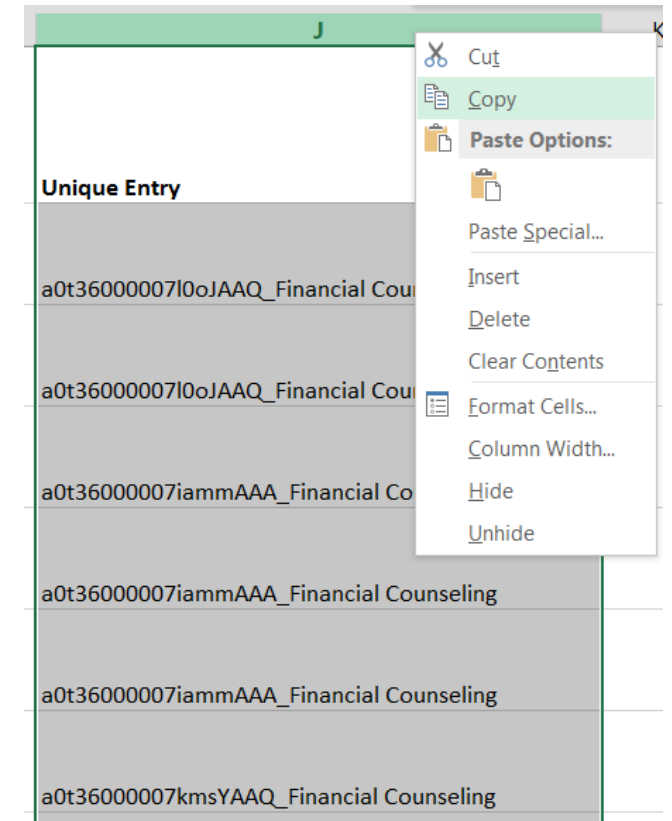 J
K
Unique Entry
a0t36000007l0oJAAQ_Financial Cou
a0t36000007l0oJAAQ_Financial Cou
a0t36000007iammAAA_Financial Co
a0t36000007iammAAA_Financial Counseling
a0t36000007iammAAA_Financial Counseling
a0t36000007kmsYAAQ_Financial Counseling
Cut
Copy
Paste Options:
Paste Special...
Insert
Delete
Clear Contents
Format Cells...
Column Width...
Hide
Unhide